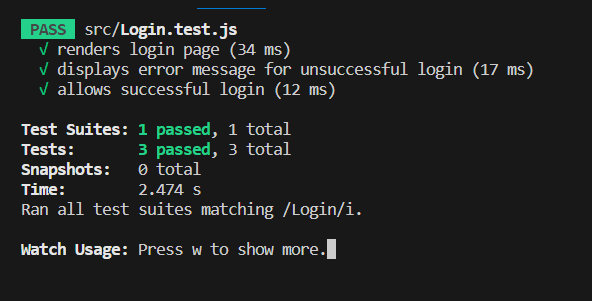 PASS src/Login.test.js
√ renders login page (34 ms)
√ displays error message for unsuccessful login (17 ms)
√ allows successful login (12 ms)
Test Suites: 1 passed, 1 total
Tests: 3 passed, 3 total
Snapshots: 0 total
Time: 2.474 s
Ran all test suites matching /Login/i.
Watch Usage: Press w to show more.